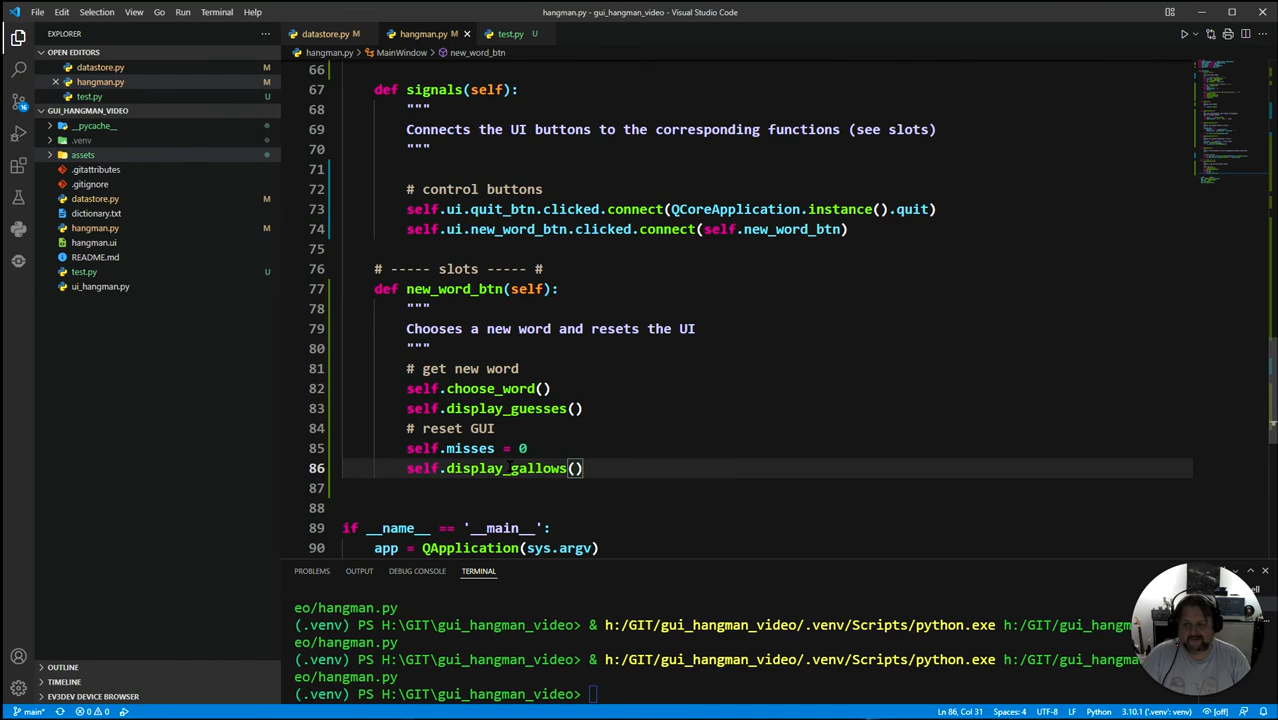 File Edit Selection View Go Run Terminal Help
hangman.py - gui_hangman_video - Visual Studio Code
EXPLORER
OPEN EDITORS
datastore.py M
hangman.py M
test.py U
GUI_HANGMAN_VIDEO
__pycache__
.venv
assets
.gitattributes
.gitignore
datastore.py M
dictionary.txt
hangman.py M
hangman.ui
README.md
test.py U
ui_hangman.py
OUTLINE
TIMELINE
EV3DEV DEVICE BROWSER
16
datastore.py M hangman.py M test.py U
hangman.py > MainWindow > new_word_btn
66
67 def signals(self):
68 """
69 Connects the UI buttons to the corresponding functions (see slots)
70 """
71
72 # control buttons
73 self.ui.quit_btn.clicked.connect(QCoreApplication.instance().quit)
74 self.ui.new_word_btn.clicked.connect(self.new_word_btn)
75
76 # ----- slots ----- #
77 def new_word_btn(self):
78 """
79 Chooses a new word and resets the UI
80 """
81 # get new word
82 self.choose_word()
83 self.display_guesses()
84 # reset GUI
85 self.misses = 0
86 self.display_gallows()
87
88
89 if __name__ == '__main__':
90 app = QApplication(sys.argv)
PROBLEMS OUTPUT DEBUG CONSOLE TERMINAL
eo/hangman.py
(.venv) PS H:\GIT\gui_hangman_video> & h:/GIT/gui_hangman_video/.venv/Scripts/python.exe h:/GIT/gui_hangm
eo/hangman.py
(.venv) PS H:\GIT\gui_hangman_video> & h:/GIT/gui_hangman_video/.venv/Scripts/python.exe h:/GIT/gui_hang
eo/hangman.py
(.venv) PS H:\GIT\gui_hangman_video>
main* 0 0 Ln 86, Col 31 Spaces: 4 UTF-8 LF Python 3.10.1 ('.venv': venv) [off]